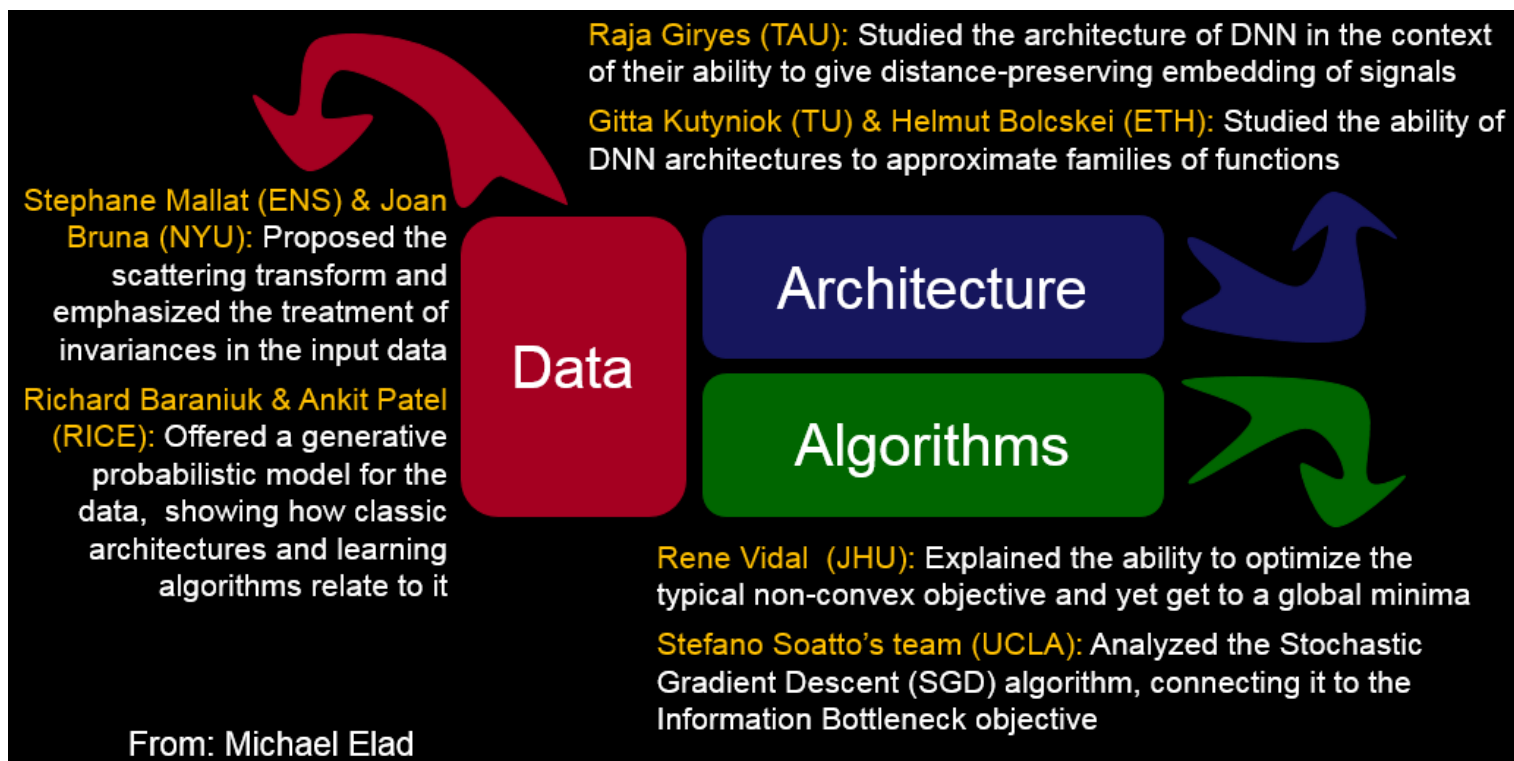 Raja Giryes (TAU): Studied the architecture of DNN in the context
of their ability to give distance-preserving embedding of signals
Gitta Kutyniok (TU) & Helmut Bolcskei (ETH): Studied the ability of
DNN architectures to approximate families of functions
Stephane Mallat (ENS) & Joan
Bruna (NYU): Proposed the
scattering transform and
emphasized the treatment of
invariances in the input data
Richard Baraniuk & Ankit Patel
(RICE): Offered a generative
probabilistic model for the
data, showing how classic
architectures and learning
algorithms relate to it
Data
Architecture
Algorithms
Rene Vidal (JHU): Explained the ability to optimize the
typical non-convex objective and yet get to a global minima
Stefano Soatto's team (UCLA): Analyzed the Stochastic
Gradient Descent (SGD) algorithm, connecting it to the
Information Bottleneck objective
From: Michael Elad